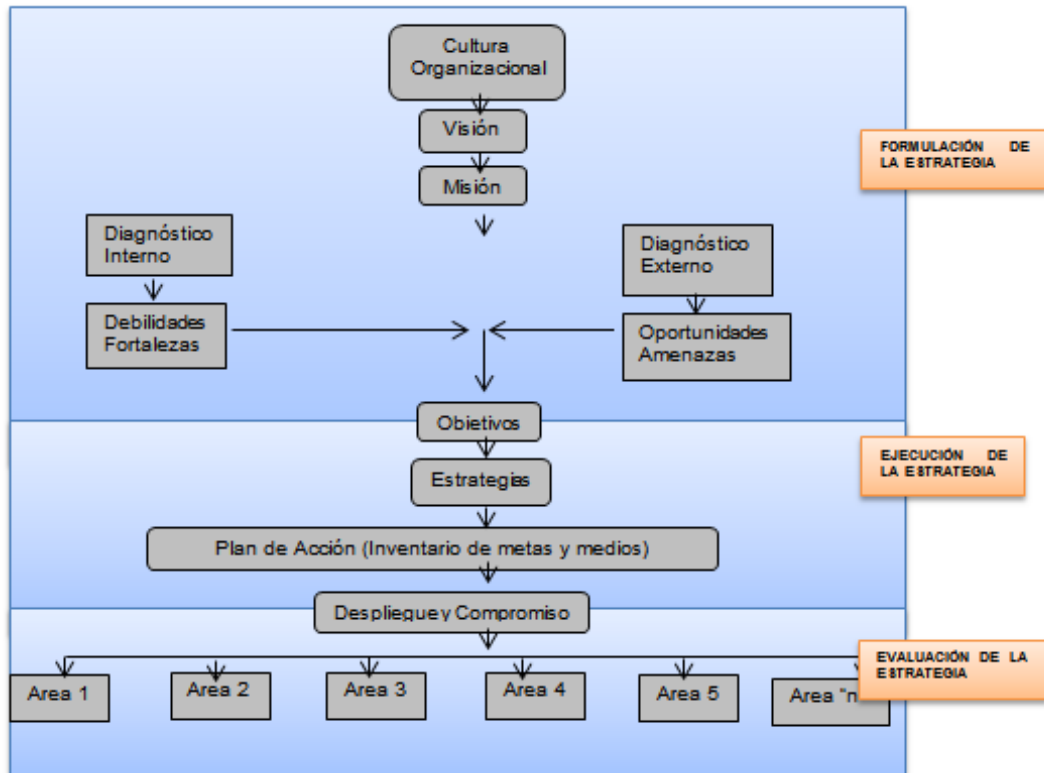 Cultura
Organizacional
Visión
Misión
FORMULACIÓN DE
LA ESTRATEGIA
Diagnóstico
Interno
Diagnóstico
Externo
Debilidades
Fortalezas
Oportunidades
Amenazas
Objetivos
EJECUCIÓN DE
LA ESTRATEGIA
Estrategias
Plan de Acción (Inventario de metas y medios)
Despliegue y Compromiso
EVALUACIÓN DE LA
ESTRATEGIA
Area 1
Area 2
Area 3
Area 4
Area 5
Area "n